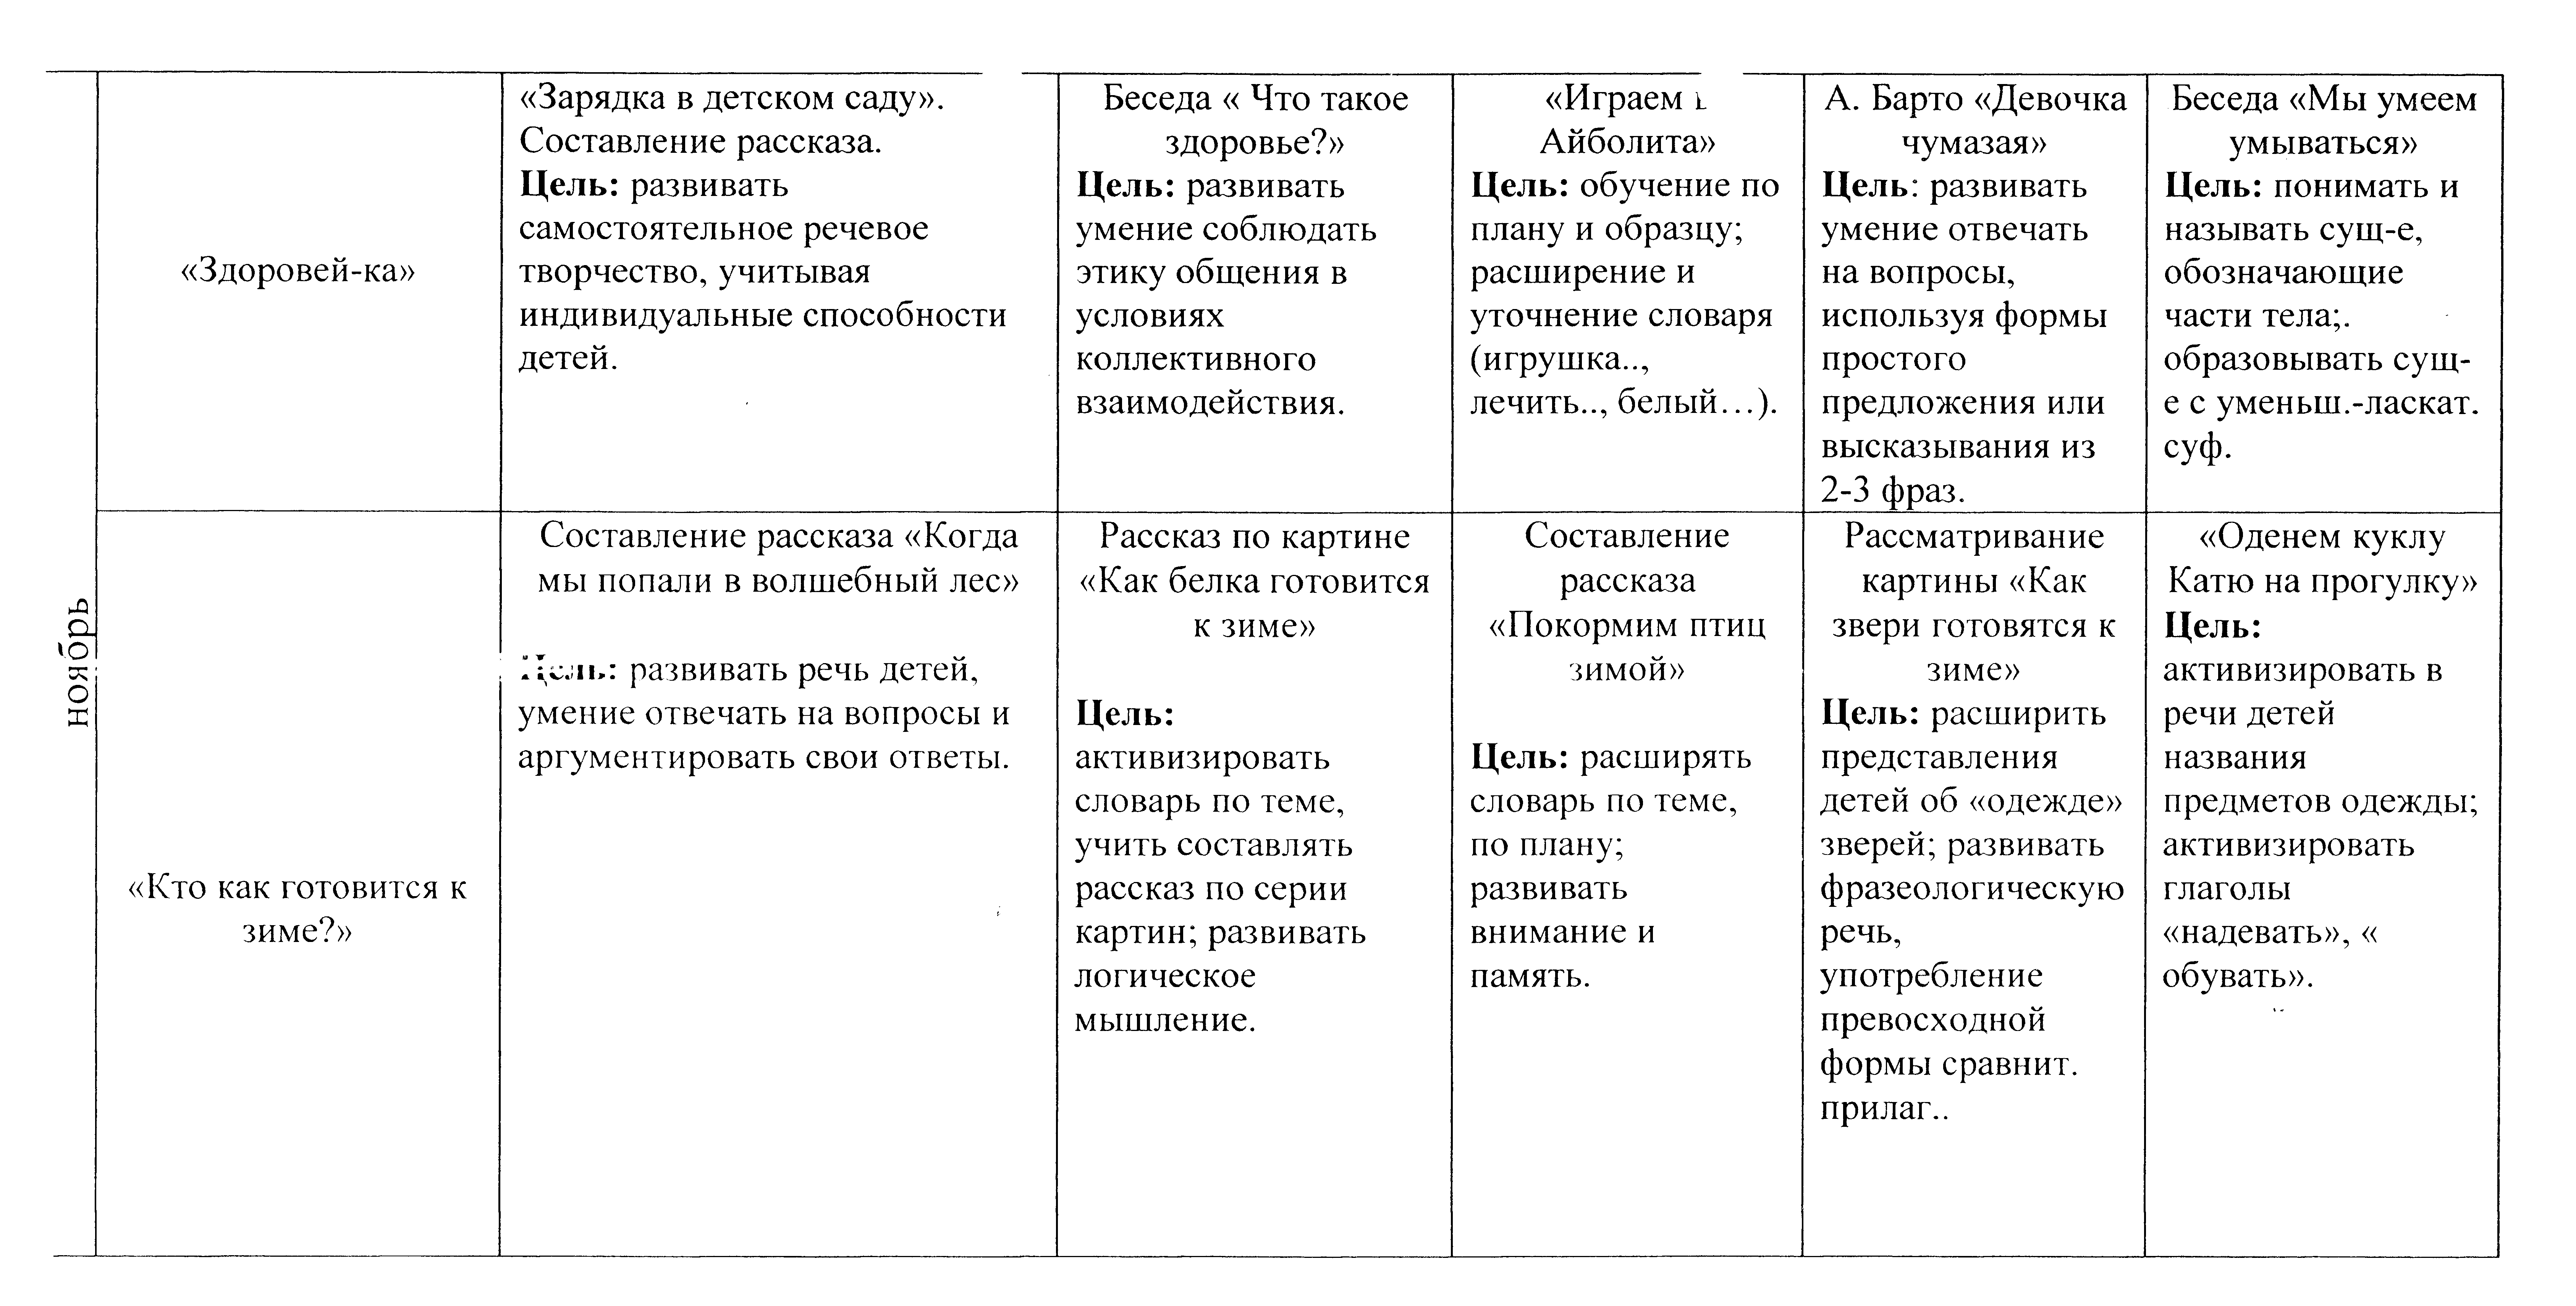 ноябрь
«Здоровей-ка»
«Зарядка в детском саду».
Составление рассказа.
Цель: развивать
самостоятельное речевое
творчество, учитывая
индивидуальные способности
детей.
Беседа « Что такое
здоровье?»
Цель: развивать
умение соблюдать
этику общения в
условиях
коллективного
взаимодействия.
«Играем
Айболита»
Цель: обучение по
плану и образцу;
расширение и
уточнение словаря
(игрушка..,
лечить.., белый...).
А. Барто «Девочка
чумазая»
Цель: развивать
умение отвечать
на вопросы,
используя формы
простого
предложения или
высказывания из
2-3 фраз.
Беседа «Мы умеем
умываться»
Цель: понимать и
называть сущ-е,
обозначающие
части тела;.
образовывать сущ-
е с уменьш.-ласкат.
суф.
«Кто как готовится к
зиме?»
Составление рассказа «Когда
мы попали в волшебный лес»
Цель: развивать речь детей,
умение отвечать на вопросы и
аргументировать свои ответы.
Рассказ по картине
«Как белка готовится
к зиме»
Цель:
активизировать
словарь по теме,
учить составлять
рассказ по серии
картин; развивать
логическое
мышление.
Составление
рассказа
«Покормим птиц
зимой»
Цель: расширять
словарь по теме,
по плану;
развивать
внимание и
память.
Рассматривание
картины «Как
звери готовятся к
зиме»
Цель: расширить
представления
детей об «одежде»
зверей; развивать
фразеологическую
речь,
употребление
превосходной
формы сравнит.
прилаг..
«Оденем куклу
Катю на прогулку»
Цель:
активизировать в
речи детей
названия
предметов одежды;
активизировать
глаголы
«надевать», «
обувать».